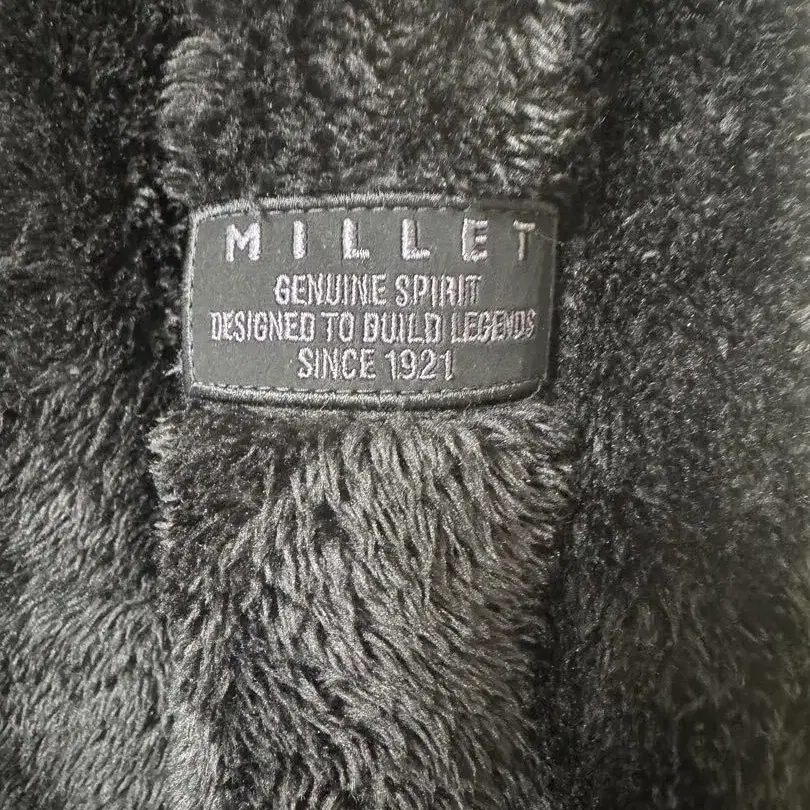 MILLET
GENUINE SPIRIT
DESIGNED TO BUILD LEGENDS
SINCE 1921